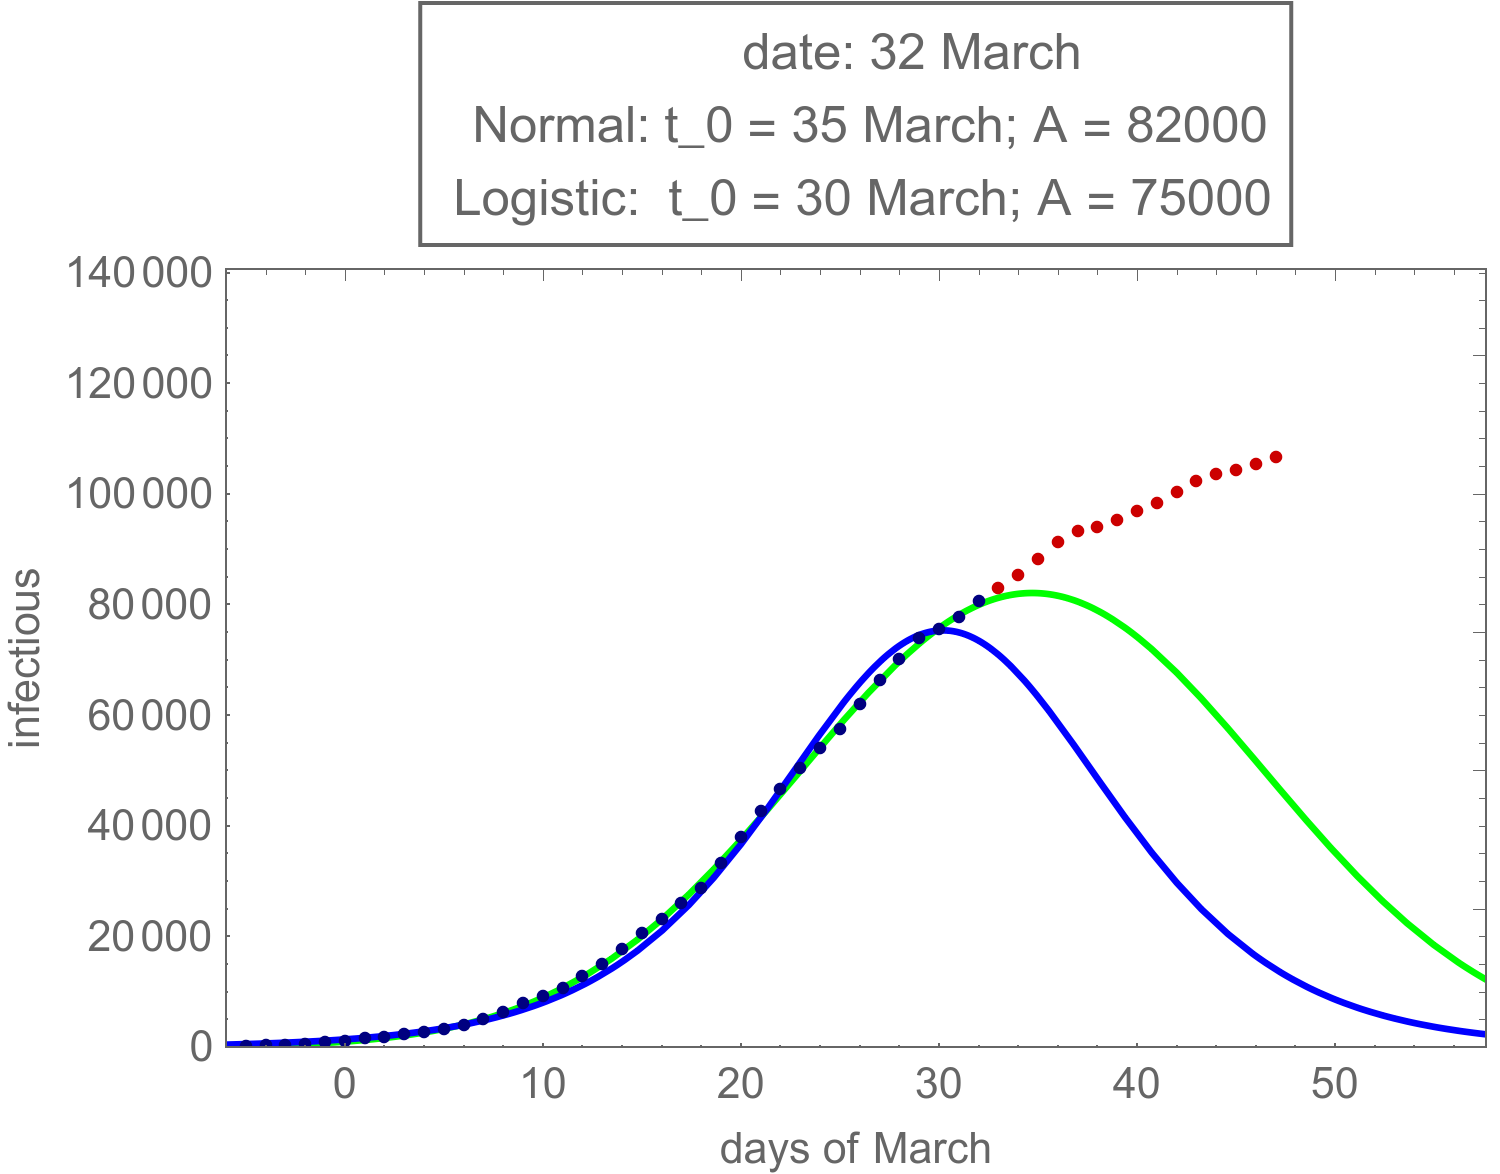 date: 32 March
Normal: t_0 = 35 March; A = 82000
Logistic: t_0 = 30 March; A = 75000
140 000
120 000
100 000
80 000
60 000
40 000
20 000
0
infectious
0 10 20 30 40 50
days of March